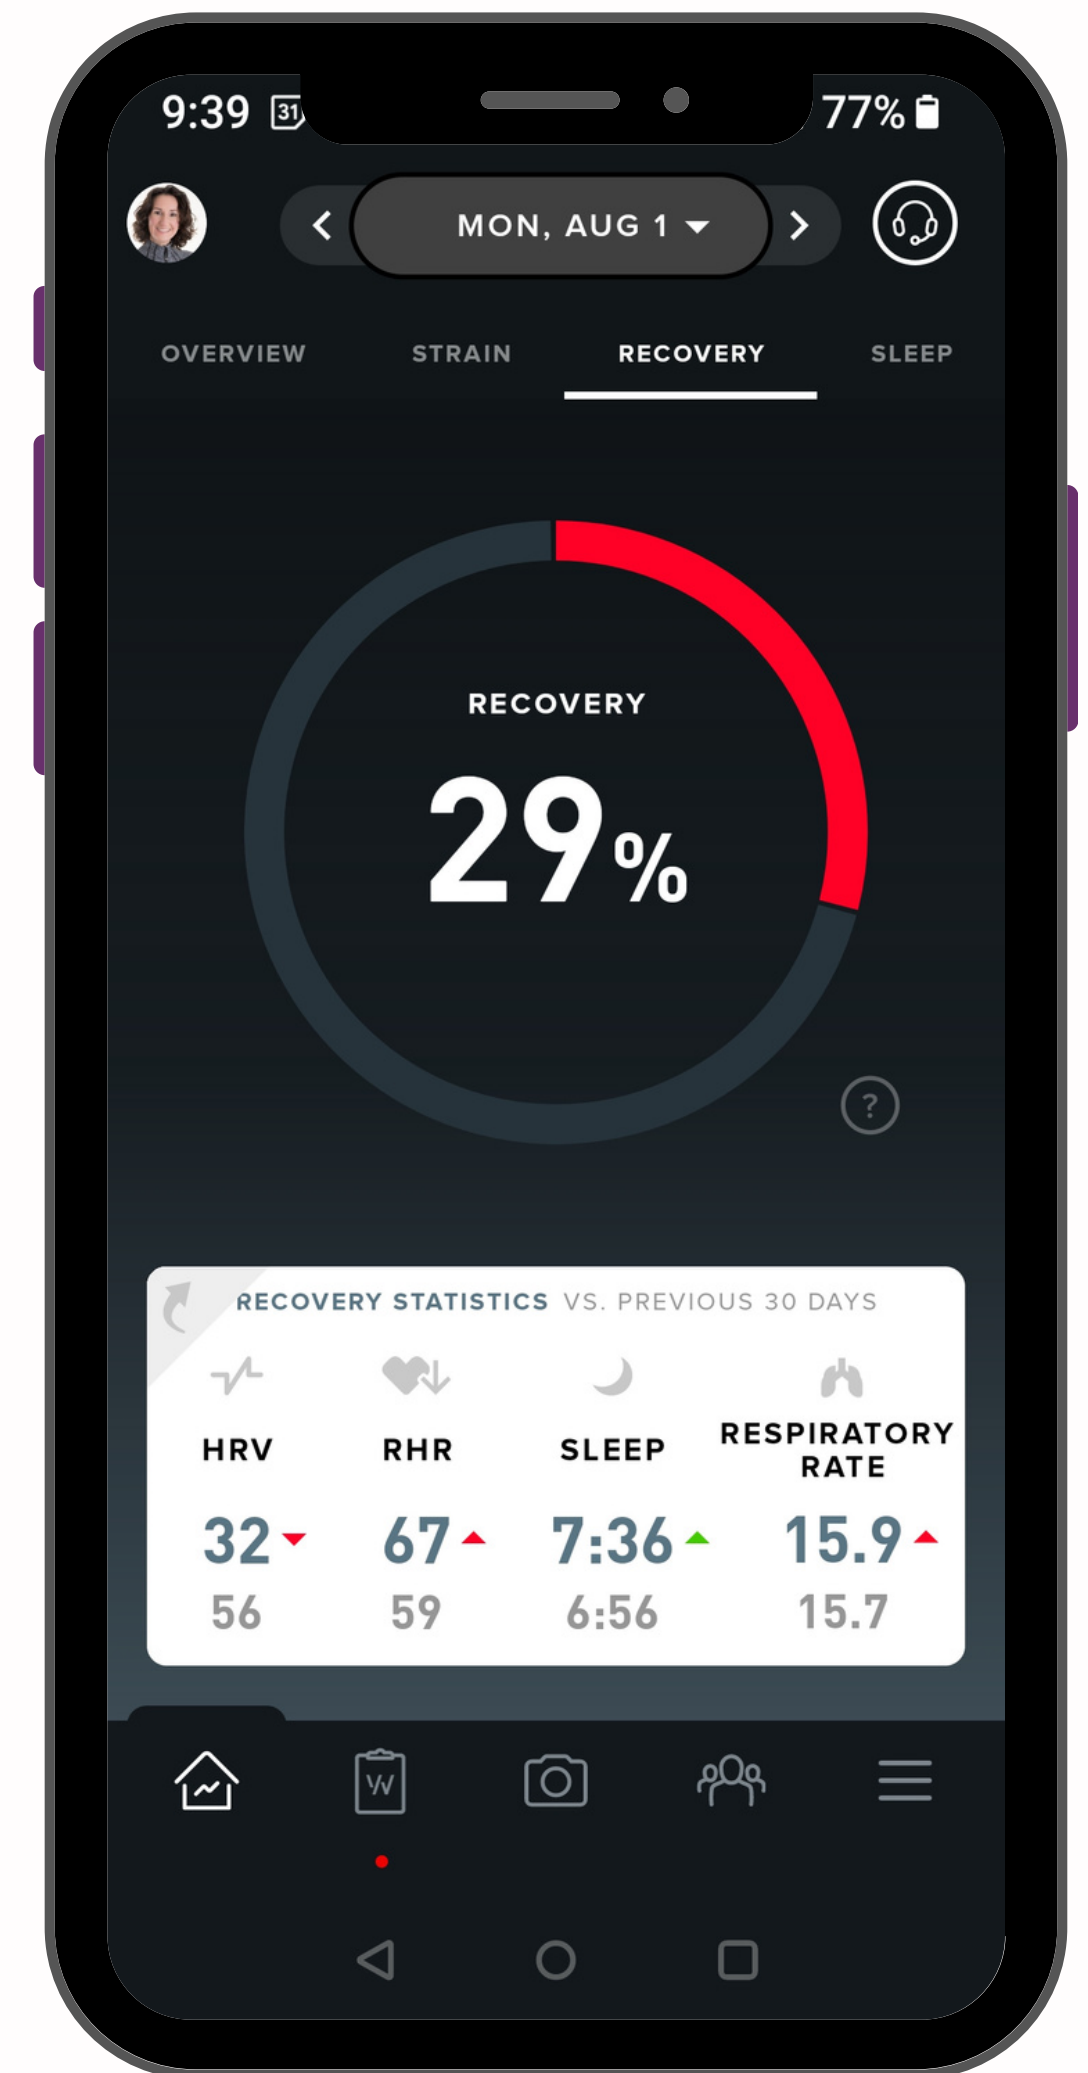 9:39 31 77%
MON, AUG 1
OVERVIEW STRAIN RECOVERY SLEEP
RECOVERY
29%
?
RECOVERY STATISTICS VS. PREVIOUS 30 DAYS
HRV RHR SLEEP RESPIRATORY RATE
32 67 7:36 15.9
56 59 6:56 15.7
W